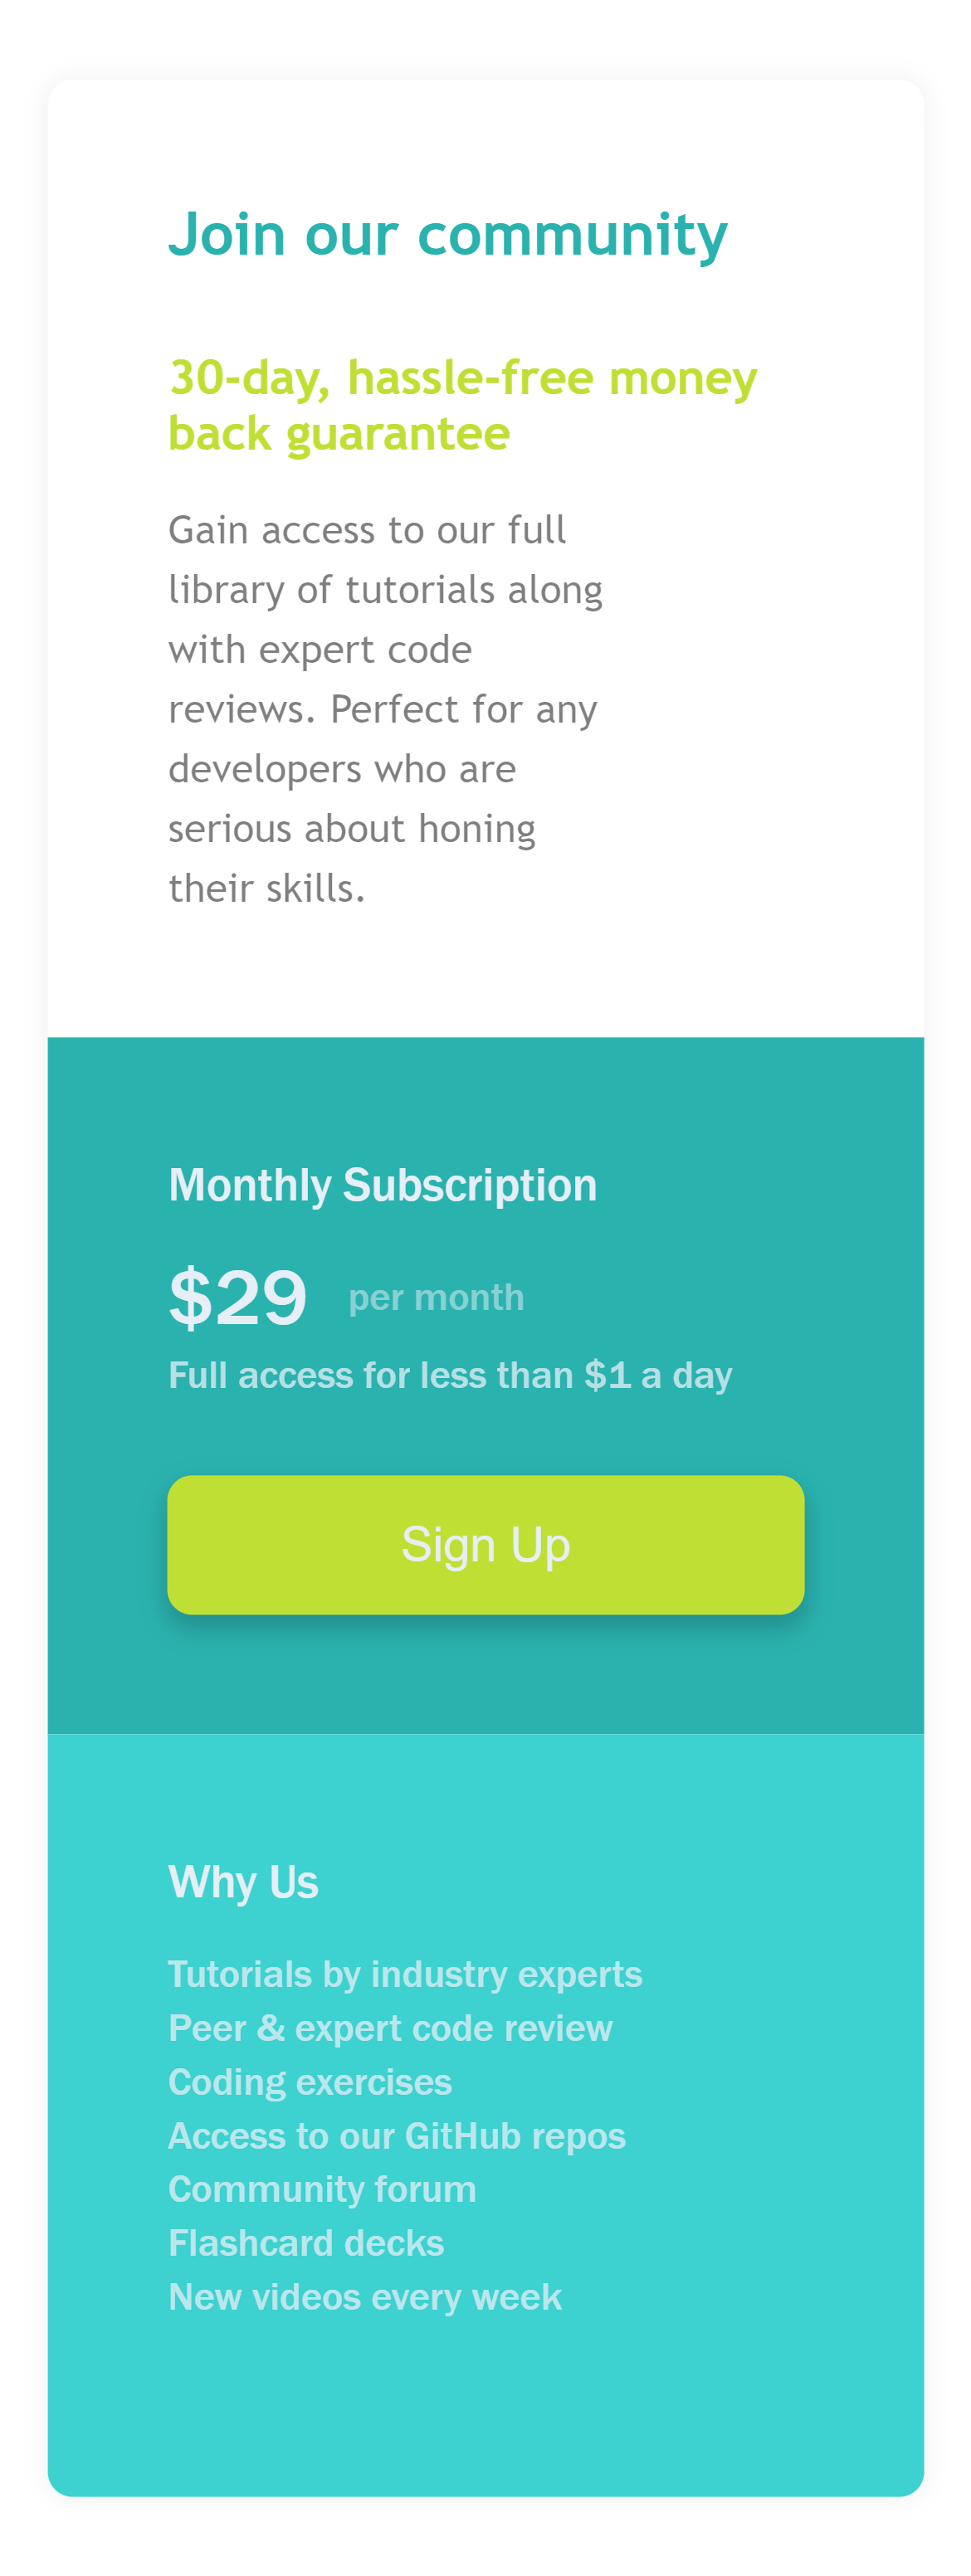 Join our community
30-day, hassle-free money
back guarantee
Gain access to our full
library of tutorials along
with expert code
reviews. Perfect for any
developers who are
serious about honing
their skills.
Monthly Subscription
$29 per month
Full access for less than $1 a day
Sign Up
Why Us
Tutorials by industry experts
Peer & expert code review
Coding exercises
Access to our GitHub repos
Community forum
Flashcard decks
New videos every week